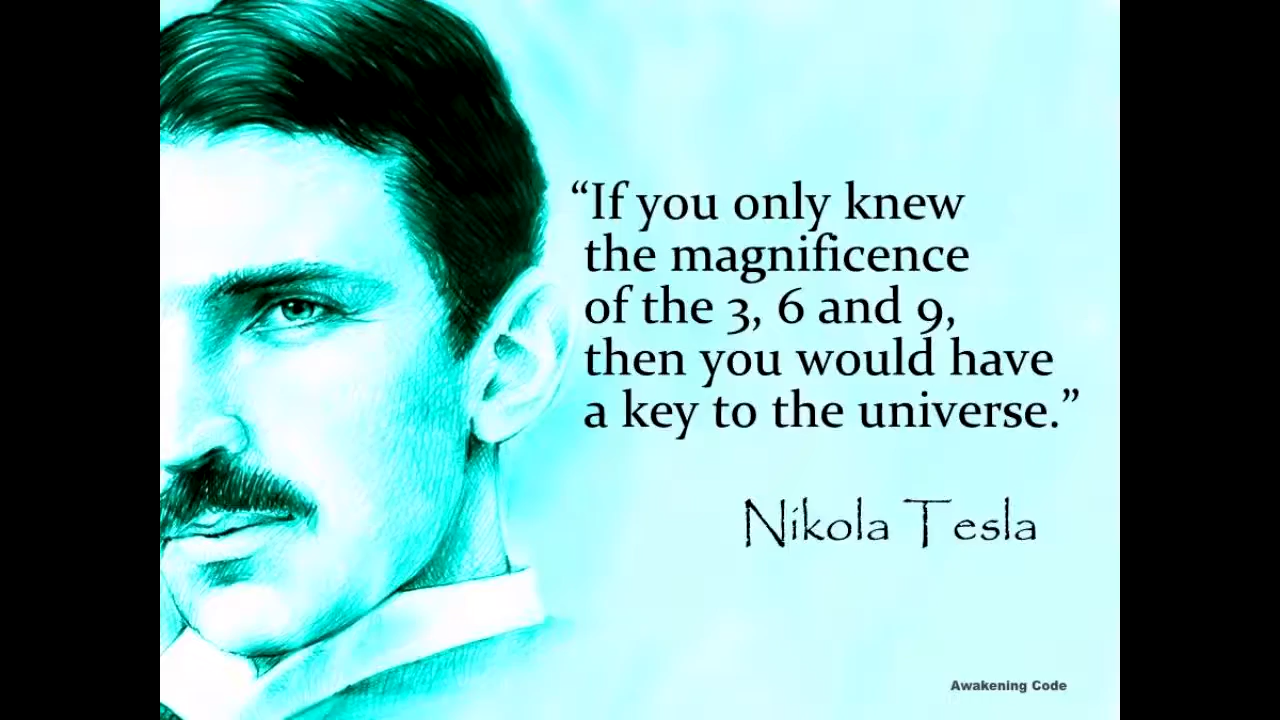 “If you only knew
the magnificence
of the 3, 6 and 9,
then you would have
a key to the universe.”
Nikola Tesla
Awakening Code